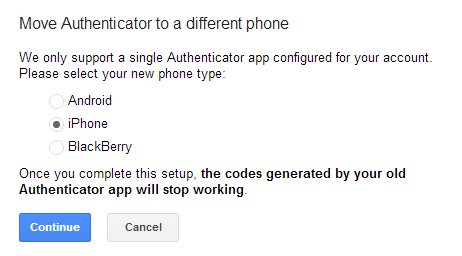 Move Authenticator to a different phone
We only support a single Authenticator app configured for your account.
Please select your new phone type:
Android
iPhone
BlackBerry
Once you complete this setup, the codes generated by your old
Authenticator app will stop working.
Continue Cancel